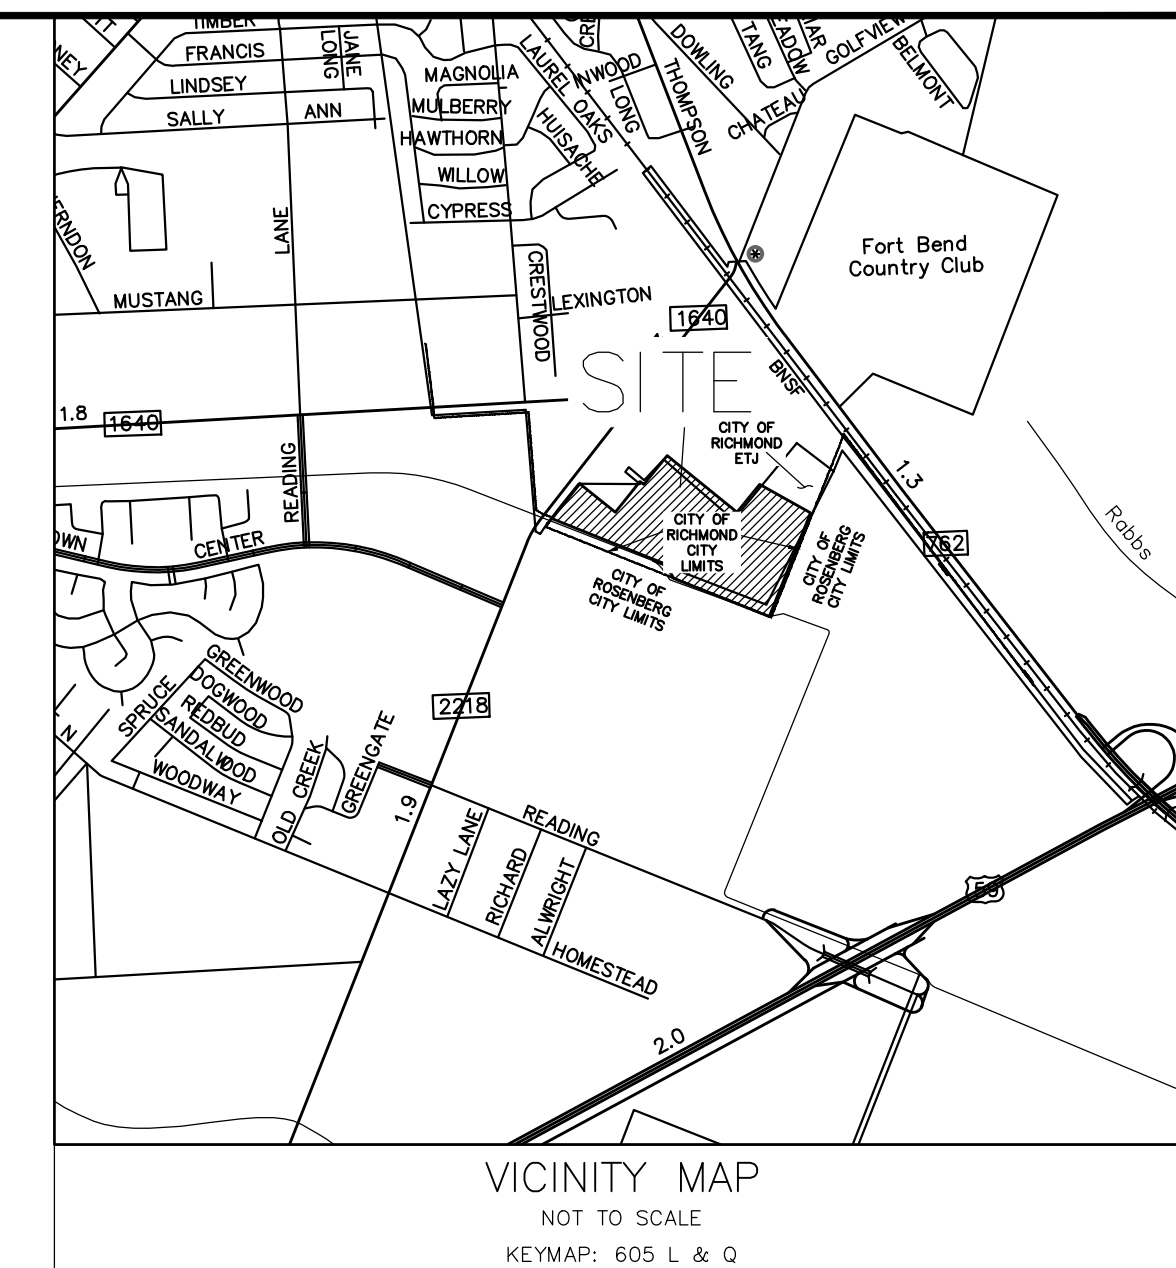 TIMBER
FRANCIS
LINDSEY
SALLY ANN
JANE
LONG
MAGNOLIA
MULBERRY
HAWTHORN
WILLOW
CYPRESS
LAUREL OAKS
HUISACHE
INWOOD
LONG
THOMPSON
DOWLING
TANG
CHATEAU
GOLFVIEW
BELMONT
LANE
MUSTANG
CRESTWOOD
LEXINGTON
Fort Bend
Country Club
1640
SITE
BNSF
1.8
1640
READING
CITY OF
RICHMOND
ETJ
1.3
Rabbs
762
CENTER
CITY OF
RICHMOND
CITY
LIMITS
CITY OF
ROSENBERG
CITY LIMITS
CITY OF
ROSENBERG
CITY LIMITS
GREENWOOD
DOGWOOD
REDBUD
SANDALWOOD
WOODWAY
SPRUCE
N
OLD CREEK
GREENGATE
2218
1.9
READING
LAZY LANE
RICHARD
ALWRIGHT
HOMESTEAD
59
2.0
VICINITY MAP
NOT TO SCALE
KEYMAP: 605 L & Q